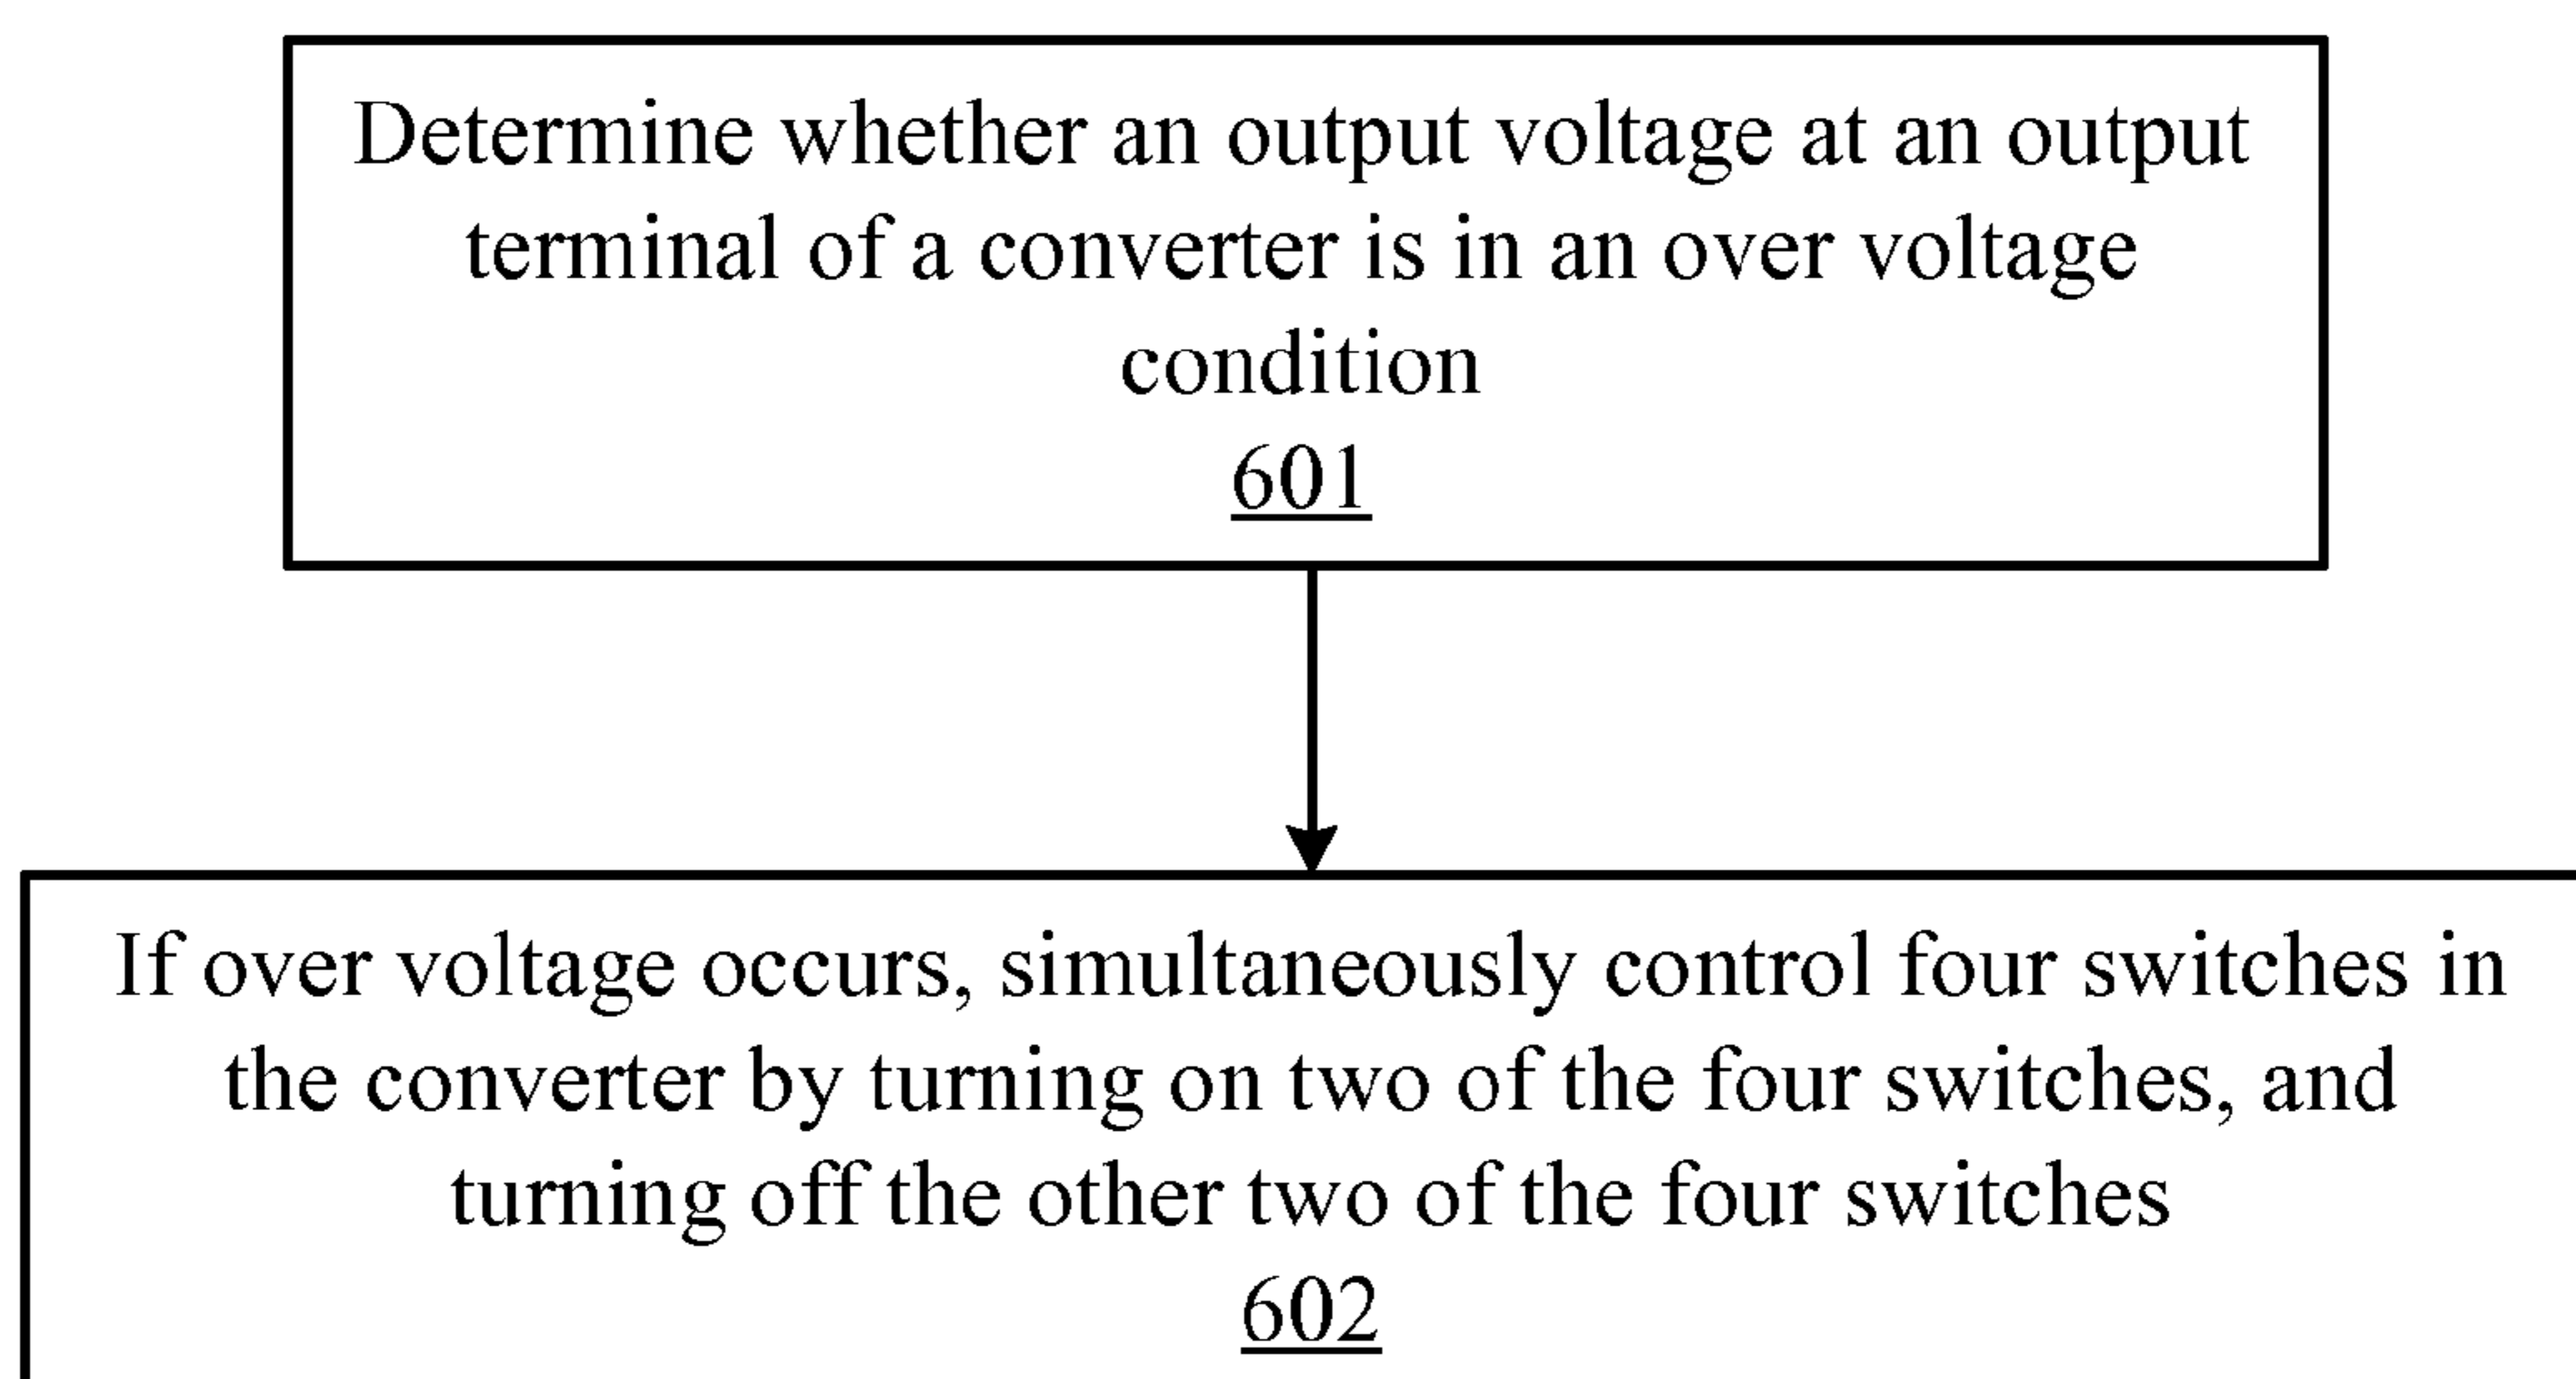 Determine whether an output voltage at an output
terminal of a converter is in an over voltage
condition
601
If over voltage occurs, simultaneously control four switches in
the converter by turning on two of the four switches, and
turning off the other two of the four switches
602